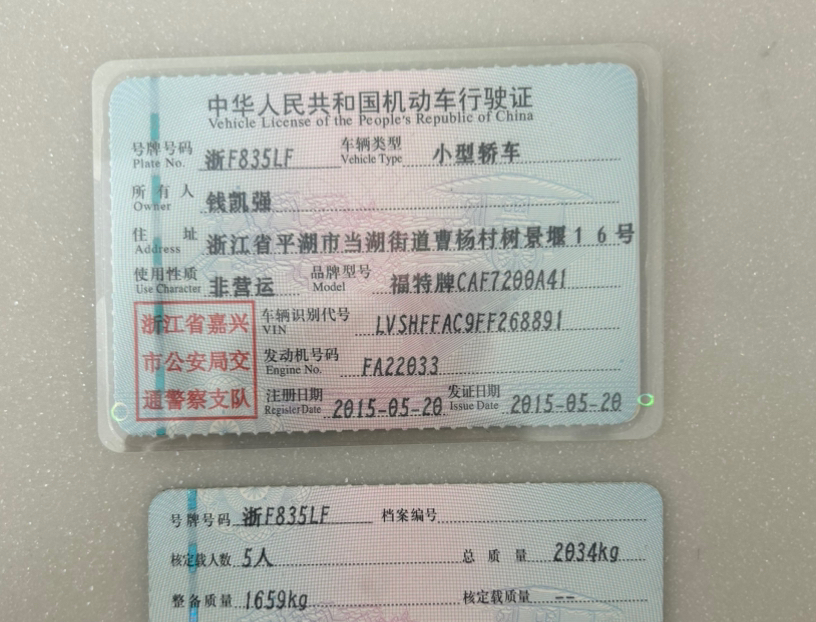 中华人民共和国机动车行驶证
Vehicle License of the People's Republic of China
号牌号码 浙F835LF 车辆类型 小型轿车
Plate No. Vehicle Type
所有人 钱凯强
Owner
住址 浙江省平湖市当湖街道曹杨村树景堰16号
Address
使用性质 非营运 品牌型号 福特牌CAF7200A41
Use Character Model
浙江省嘉兴
市公安局交
通警察支队
车辆识别代号 LVSHFFAC9FF268891
VIN
发动机号码 FA22033
Engine No.
注册日期 2015-05-20 发证日期 2015-05-20
Register Date Issue Date
号牌号码 浙F835LF 档案编号
核定载人数 5人 总质量 2034kg
整备质量 1659kg 核定载质量 --